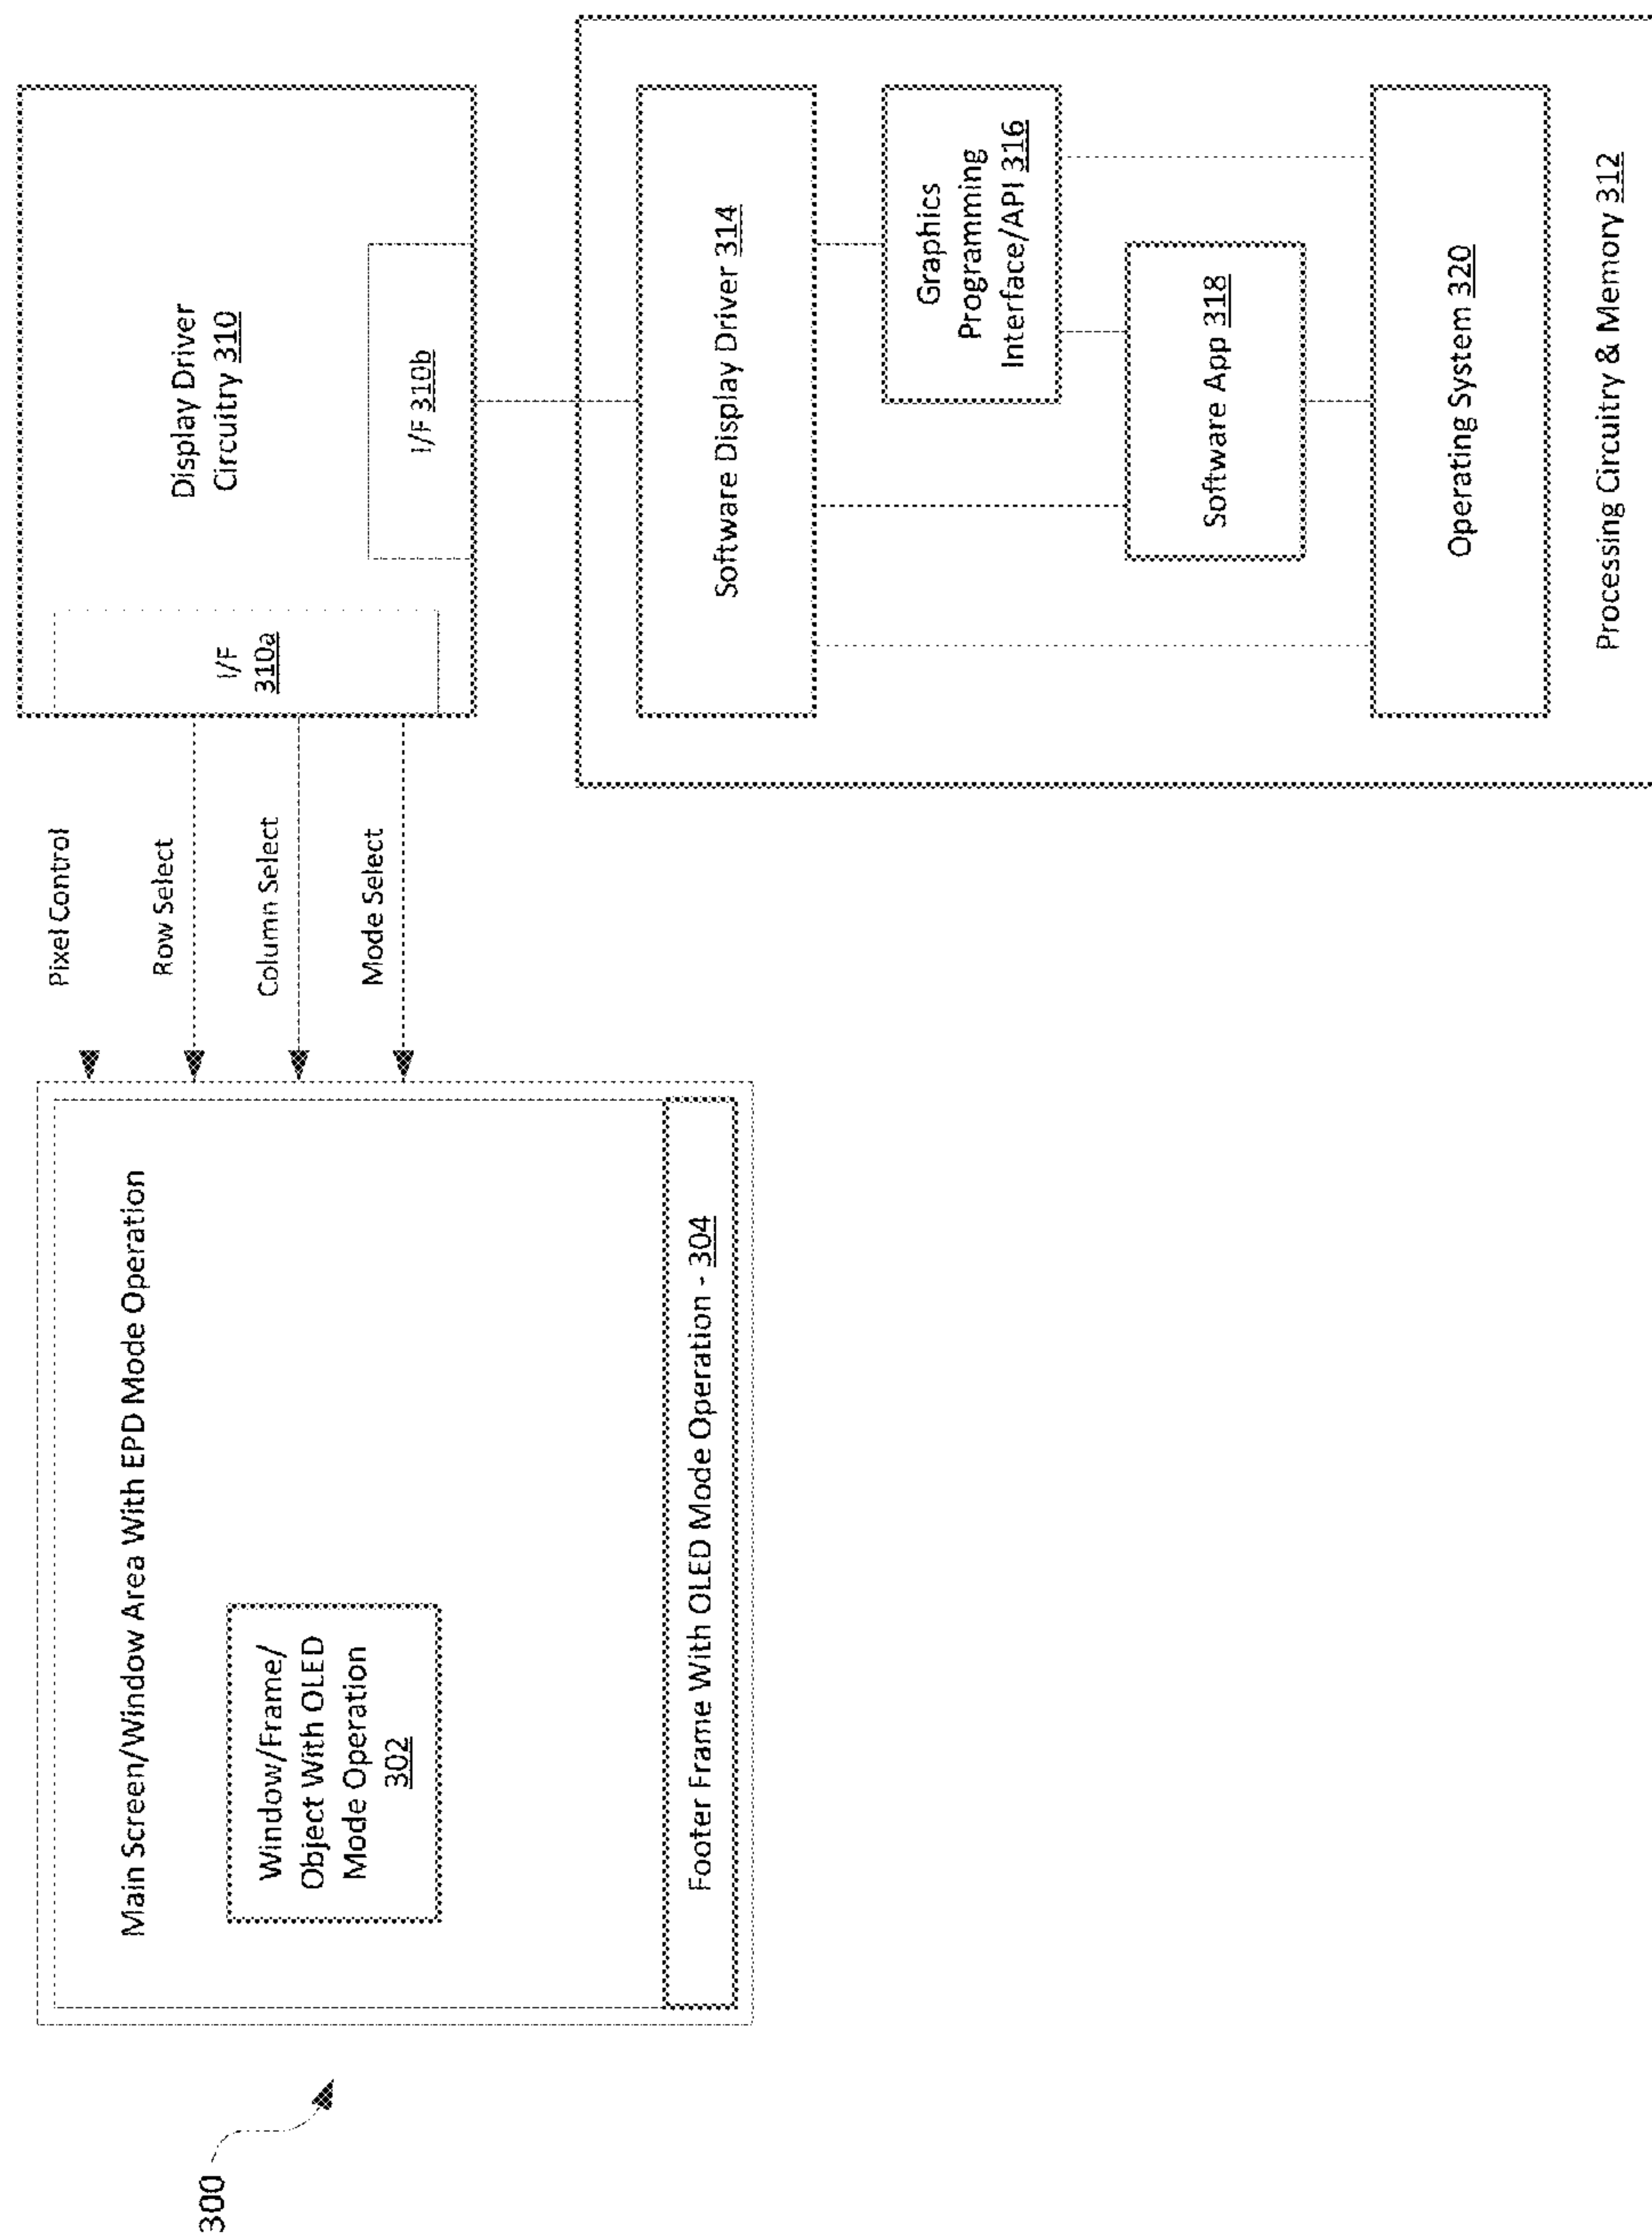 300
Main Screen/Window Area With EPD Mode Operation
Window/Frame/
Object With OLED
Mode Operation
302
Footer Frame With OLED Mode Operation - 304
Pixel Control
Row Select
Column Select
Mode Select
I/F
310a
Display Driver
Circuitry 310
I/F 310b
Software Display Driver 314
Graphics
Programming
Interface/API 316
Software App 318
Operating System 320
Processing Circuitry & Memory 312